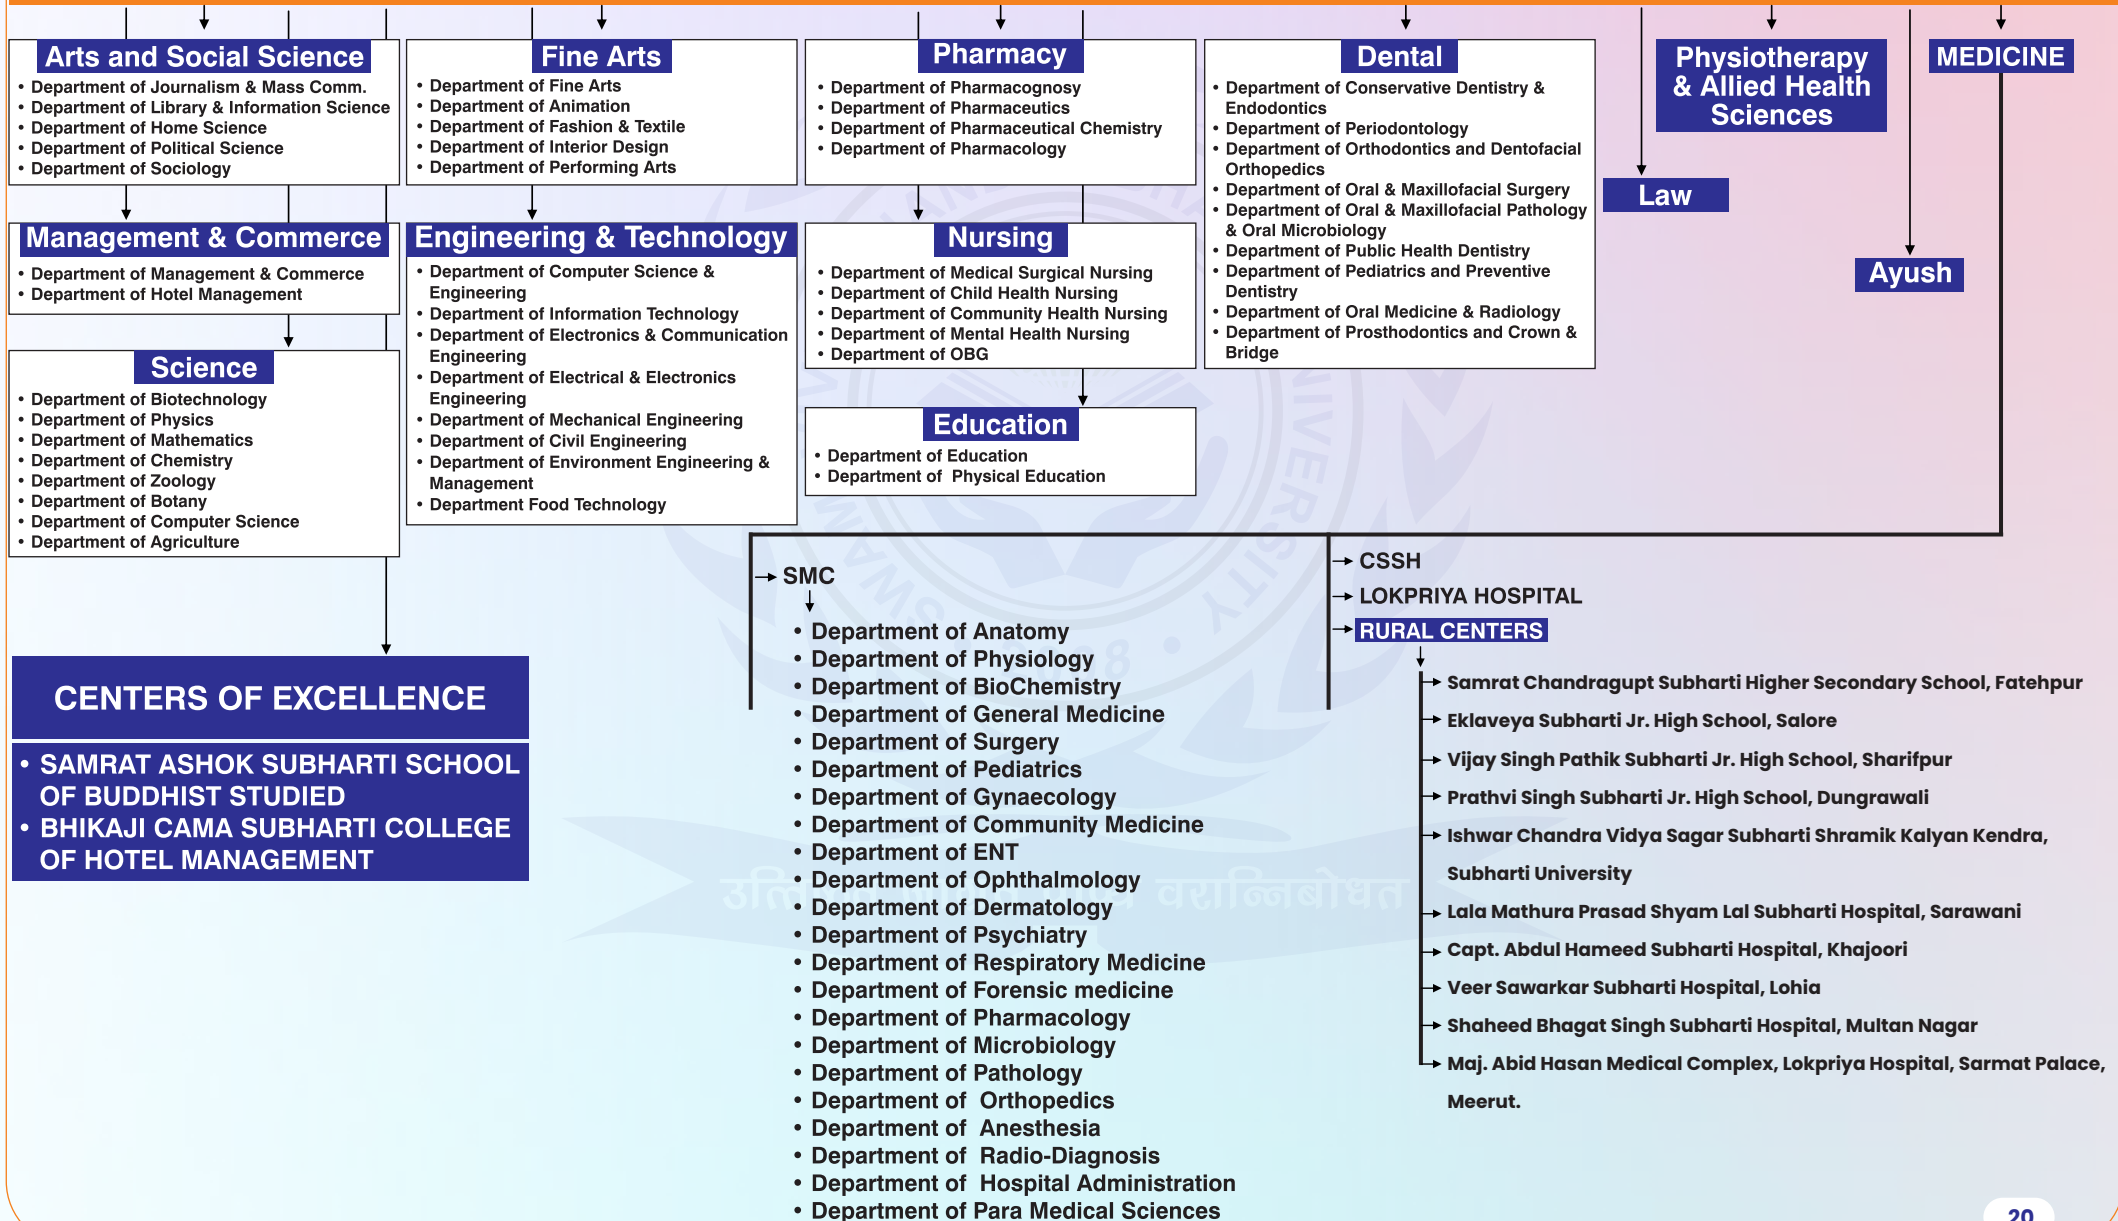 Arts and Social Science
• Department of Journalism & Mass Comm.
• Department of Library & Information Science
• Department of Home Science
• Department of Political Science
• Department of Sociology
Management & Commerce
• Department of Management & Commerce
• Department of Hotel Management
Science
• Department of Biotechnology
• Department of Physics
• Department of Mathematics
• Department of Chemistry
• Department of Zoology
• Department of Botany
• Department of Computer Science
• Department of Agriculture
CENTERS OF EXCELLENCE
• SAMRAT ASHOK SUBHARTI SCHOOL
OF BUDDHIST STUDIED
• BHIKAJI CAMA SUBHARTI COLLEGE
OF HOTEL MANAGEMENT
Fine Arts
• Department of Fine Arts
• Department of Animation
• Department of Fashion & Textile
• Department of Interior Design
• Department of Performing Arts
Engineering & Technology
• Department of Computer Science &
Engineering
• Department of Information Technology
• Department of Electronics & Communication
Engineering
• Department of Electrical & Electronics
Engineering
• Department of Mechanical Engineering
• Department of Civil Engineering
• Department of Environment Engineering &
Management
• Department Food Technology
Pharmacy
• Department of Pharmacognosy
• Department of Pharmaceutics
• Department of Pharmaceutical Chemistry
• Department of Pharmacology
Nursing
• Department of Medical Surgical Nursing
• Department of Child Health Nursing
• Department of Community Health Nursing
• Department of Mental Health Nursing
• Department of OBG
Education
• Department of Education
• Department of Physical Education
Dental
• Department of Conservative Dentistry &
Endodontics
• Department of Periodontology
• Department of Orthodontics and Dentofacial
Orthopedics
• Department of Oral & Maxillofacial Surgery
• Department of Oral & Maxillofacial Pathology
& Oral Microbiology
• Department of Public Health Dentistry
• Department of Pediatrics and Preventive
Dentistry
• Department of Oral Medicine & Radiology
• Department of Prosthodontics and Crown &
Bridge
Law
Physiotherapy
& Allied Health
Sciences
Ayush
MEDICINE
SMC
• Department of Anatomy
• Department of Physiology
• Department of BioChemistry
• Department of General Medicine
• Department of Surgery
• Department of Pediatrics
• Department of Gynaecology
• Department of Community Medicine
• Department of ENT
• Department of Ophthalmology
• Department of Dermatology
• Department of Psychiatry
• Department of Respiratory Medicine
• Department of Forensic medicine
• Department of Pharmacology
• Department of Microbiology
• Department of Pathology
• Department of Orthopedics
• Department of Anesthesia
• Department of Radio-Diagnosis
• Department of Hospital Administration
• Department of Para Medical Sciences
CSSH
LOKPRIYA HOSPITAL
RURAL CENTERS
Samrat Chandragupt Subharti Higher Secondary School, Fatehpur
Eklaveya Subharti Jr. High School, Salore
Vijay Singh Pathik Subharti Jr. High School, Sharifpur
Prathvi Singh Subharti Jr. High School, Dungrawali
Ishwar Chandra Vidya Sagar Subharti Shramik Kalyan Kendra,
Subharti University
Lala Mathura Prasad Shyam Lal Subharti Hospital, Sarawani
Capt. Abdul Hameed Subharti Hospital, Khajoori
Veer Sawarkar Subharti Hospital, Lohia
Shaheed Bhagat Singh Subharti Hospital, Multan Nagar
Maj. Abid Hasan Medical Complex, Lokpriya Hospital, Sarmat Palace,
Meerut.
वरान्निबोधत
UNIVERSITY
20